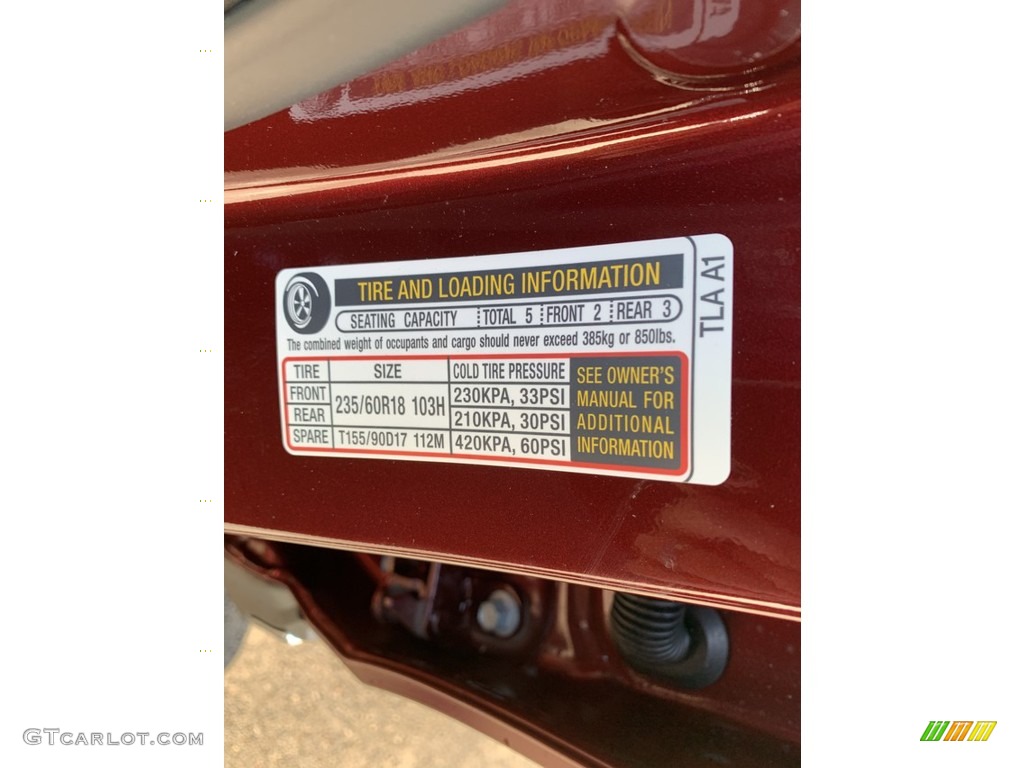 TIRE AND LOADING INFORMATION
SEATING CAPACITY TOTAL 5 FRONT 2 REAR 3
The combined weight of occupants and cargo should never exceed 385kg or 850lbs.
TIRE SIZE COLD TIRE PRESSURE
FRONT 235/60R18 103H 230KPA, 33PSI
REAR 210KPA, 30PSI
SPARE T155/90D17 112M 420KPA, 60PSI
SEE OWNER'S
MANUAL FOR
ADDITIONAL
INFORMATION
TLA A1
GTCARLOT.COM